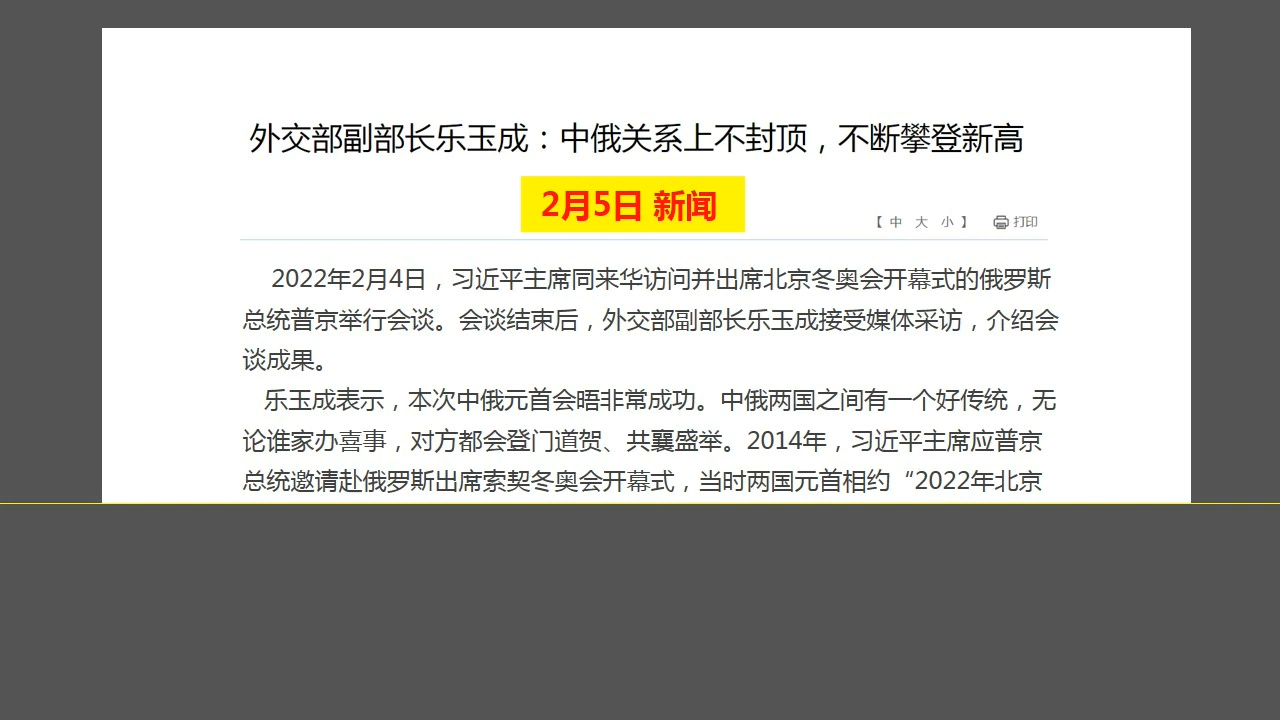 外交部副部长乐玉成：中俄关系上不封顶，不断攀登新高
2月5日 新闻
【 中 大 小 】 打印
2022年2月4日，习近平主席同来华访问并出席北京冬奥会开幕式的俄罗斯
总统普京举行会谈。会谈结束后，外交部副部长乐玉成接受媒体采访，介绍会
谈成果。
乐玉成表示，本次中俄元首会晤非常成功。中俄两国之间有一个好传统，无
论谁家办喜事，对方都会登门道贺、共襄盛举。2014年，习近平主席应普京
总统邀请赴俄罗斯出席索契冬奥会开幕式，当时两国元首相约“2022年北京